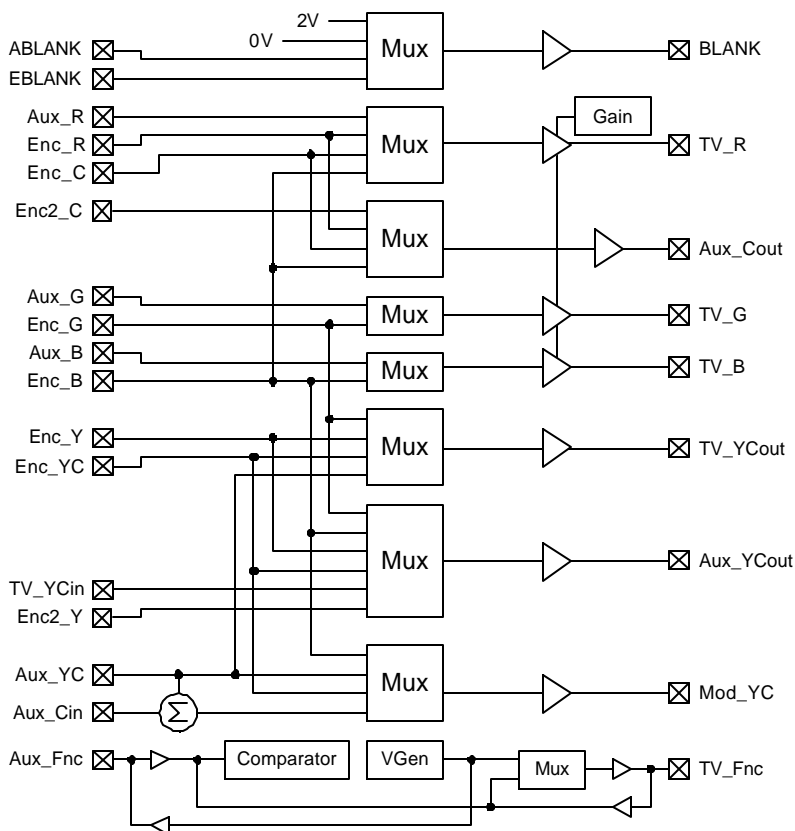 2V
0V
ABLANK
EBLANK
Mux
BLANK
Aux_R
Enc_R
Enc_C
Mux
Gain
TV_R
Enc2_C
Mux
Aux_Cout
Aux_G
Enc_G
Mux
TV_G
Aux_B
Enc_B
Mux
TV_B
Enc_Y
Enc_YC
Mux
TV_YCout
Mux
Aux_YCout
TV_YCin
Enc2_Y
Aux_YC
Mux
Mod_YC
Aux_Cin
Σ
Aux_Fnc
Comparator
VGen
Mux
TV_Fnc